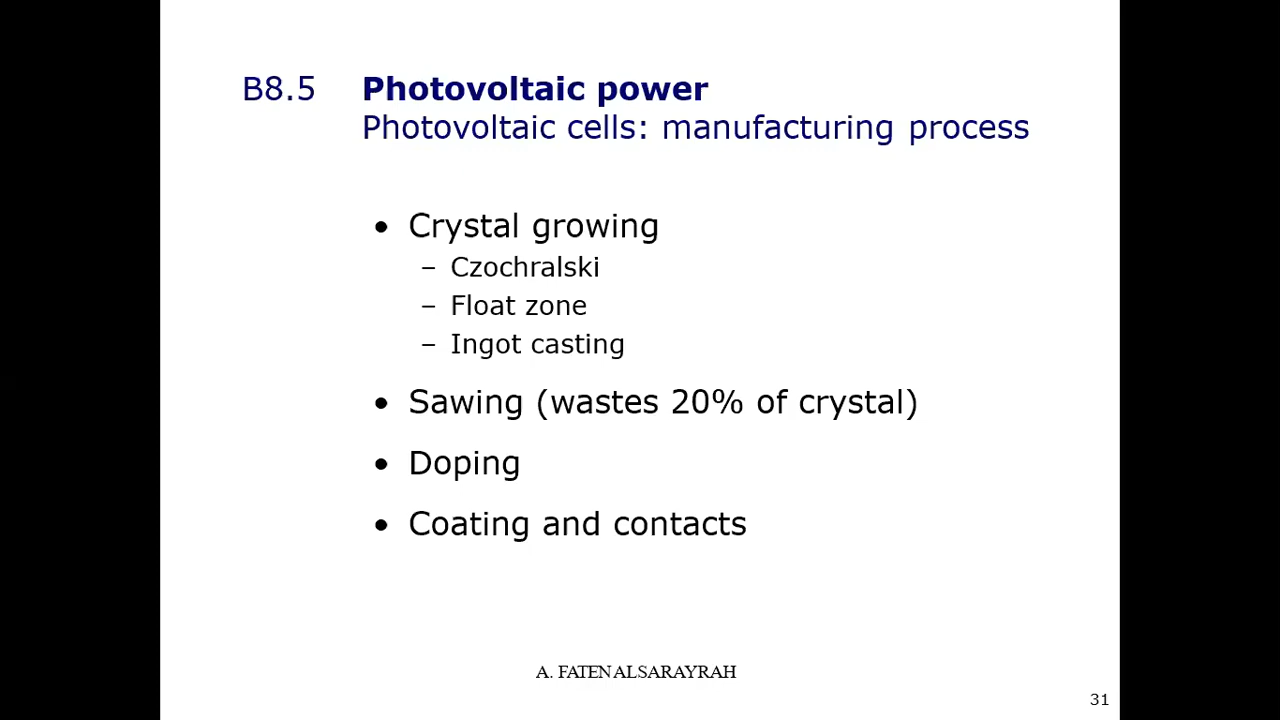 B8.5 Photovoltaic power
Photovoltaic cells: manufacturing process
• Crystal growing
– Czochralski
– Float zone
– Ingot casting
• Sawing (wastes 20% of crystal)
• Doping
• Coating and contacts
A. FATEN ALSARAYRAH
31